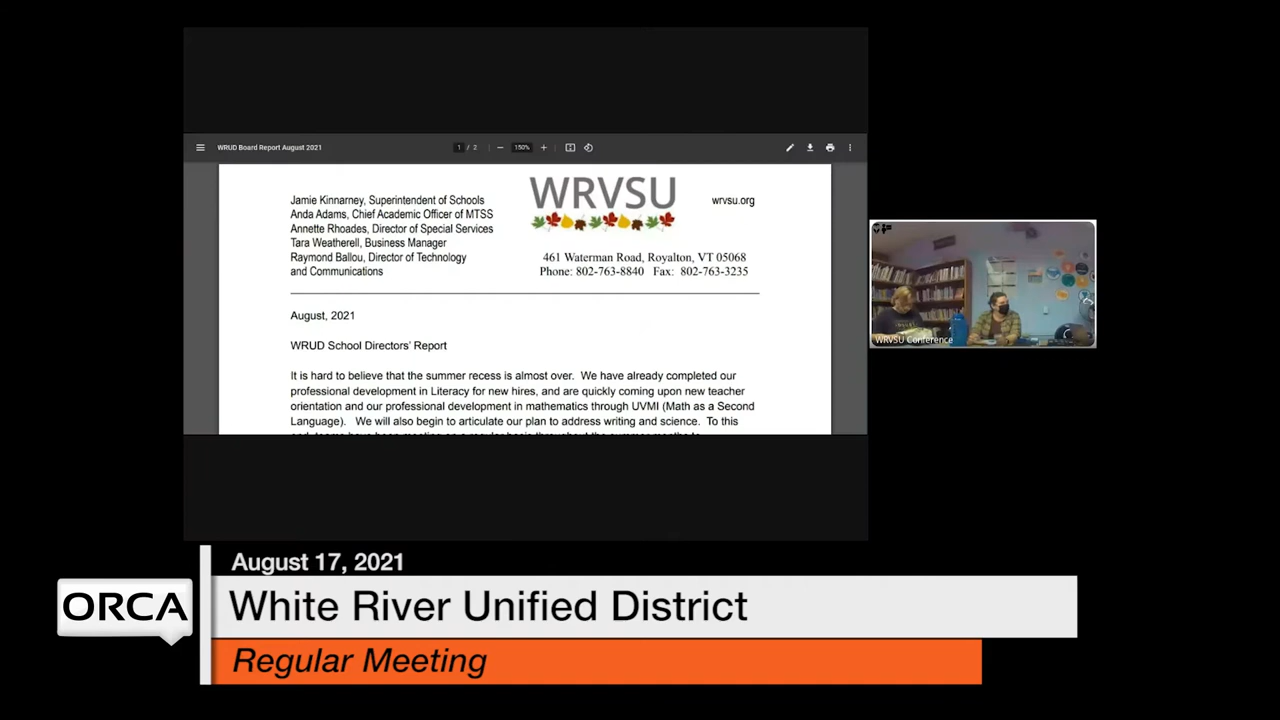 WRUD Board Report August 2021
1 / 2
150%
Jamie Kinnarney, Superintendent of Schools
Anda Adams, Chief Academic Officer of MTSS
Annette Rhoades, Director of Special Services
Tara Weatherell, Business Manager
Raymond Ballou, Director of Technology
and Communications
WRVSU
wrvsu.org
461 Waterman Road, Royalton, VT 05068
Phone: 802-763-8840 Fax: 802-763-3235
August, 2021
WRUD School Directors' Report
It is hard to believe that the summer recess is almost over. We have already completed our
professional development in Literacy for new hires, and are quickly coming upon new teacher
orientation and our professional development in mathematics through UVMI (Math as a Second
Language). We will also begin to articulate our plan to address writing and science. To this
WRVSU Conference
August 17, 2021
ORCA
White River Unified District
Regular Meeting